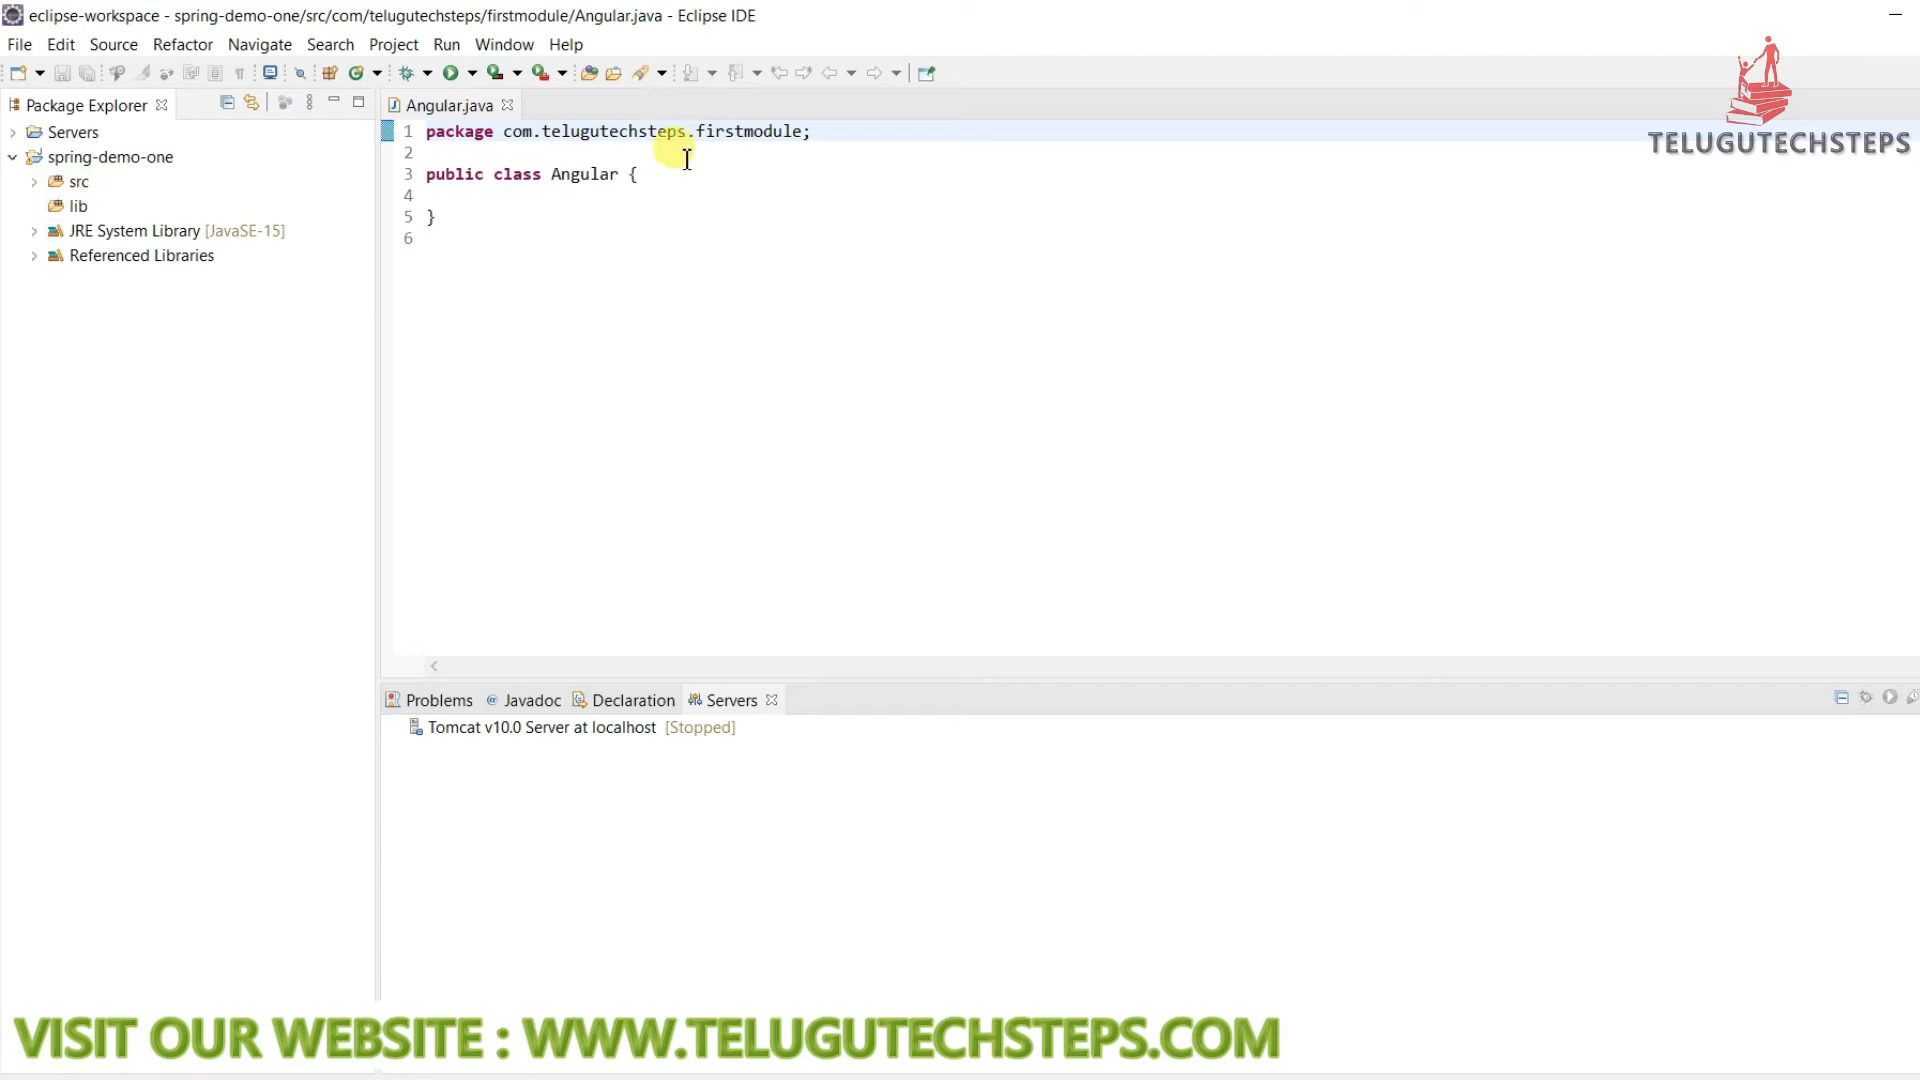 eclipse-workspace - spring-demo-one/src/com/telugutechsteps/firstmodule/Angular.java - Eclipse IDE
File Edit Source Refactor Navigate Search Project Run Window Help
TELUGUTECHSTEPS
Package Explorer
Servers
spring-demo-one
src
lib
JRE System Library [JavaSE-15]
Referenced Libraries
Angular.java
1 package com.telugutechsteps.firstmodule;
2
3 public class Angular {
4
5 }
6
Problems @ Javadoc Declaration Servers
Tomcat v10.0 Server at localhost [Stopped]
VISIT OUR WEBSITE : WWW.TELUGUTECHSTEPS.COM